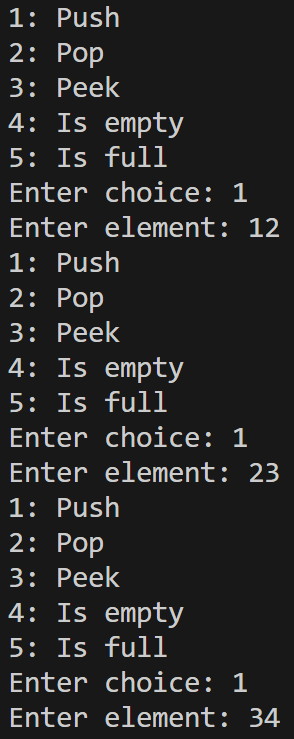 1: Push
2: Pop
3: Peek
4: Is empty
5: Is full
Enter choice: 1
Enter element: 12
1: Push
2: Pop
3: Peek
4: Is empty
5: Is full
Enter choice: 1
Enter element: 23
1: Push
2: Pop
3: Peek
4: Is empty
5: Is full
Enter choice: 1
Enter element: 34